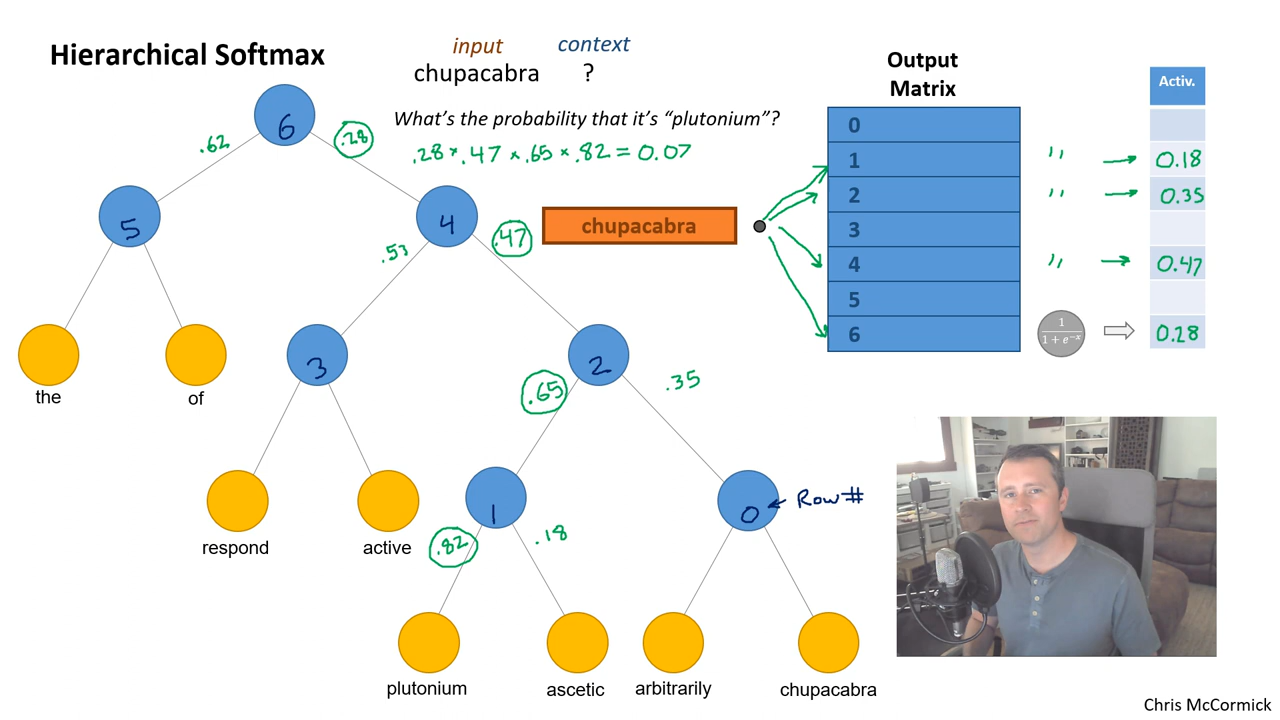 Hierarchical Softmax
input context
chupacabra ?
What's the probability that it's "plutonium"?
.28 × .47 × .65 × .82 = 0.07
6
.62
.28
5
4
.53
.47
the
of
3
2
.65
.35
respond
active
1
0
← Row #
.82
.18
plutonium
ascetic
arbitrarily
chupacabra
chupacabra
Output
Matrix
Activ.
0
1 " → 0.18
2 " → 0.35
3
4 " → 0.47
5
6 1 / 1 + e^-x 0.28
Chris McCormick